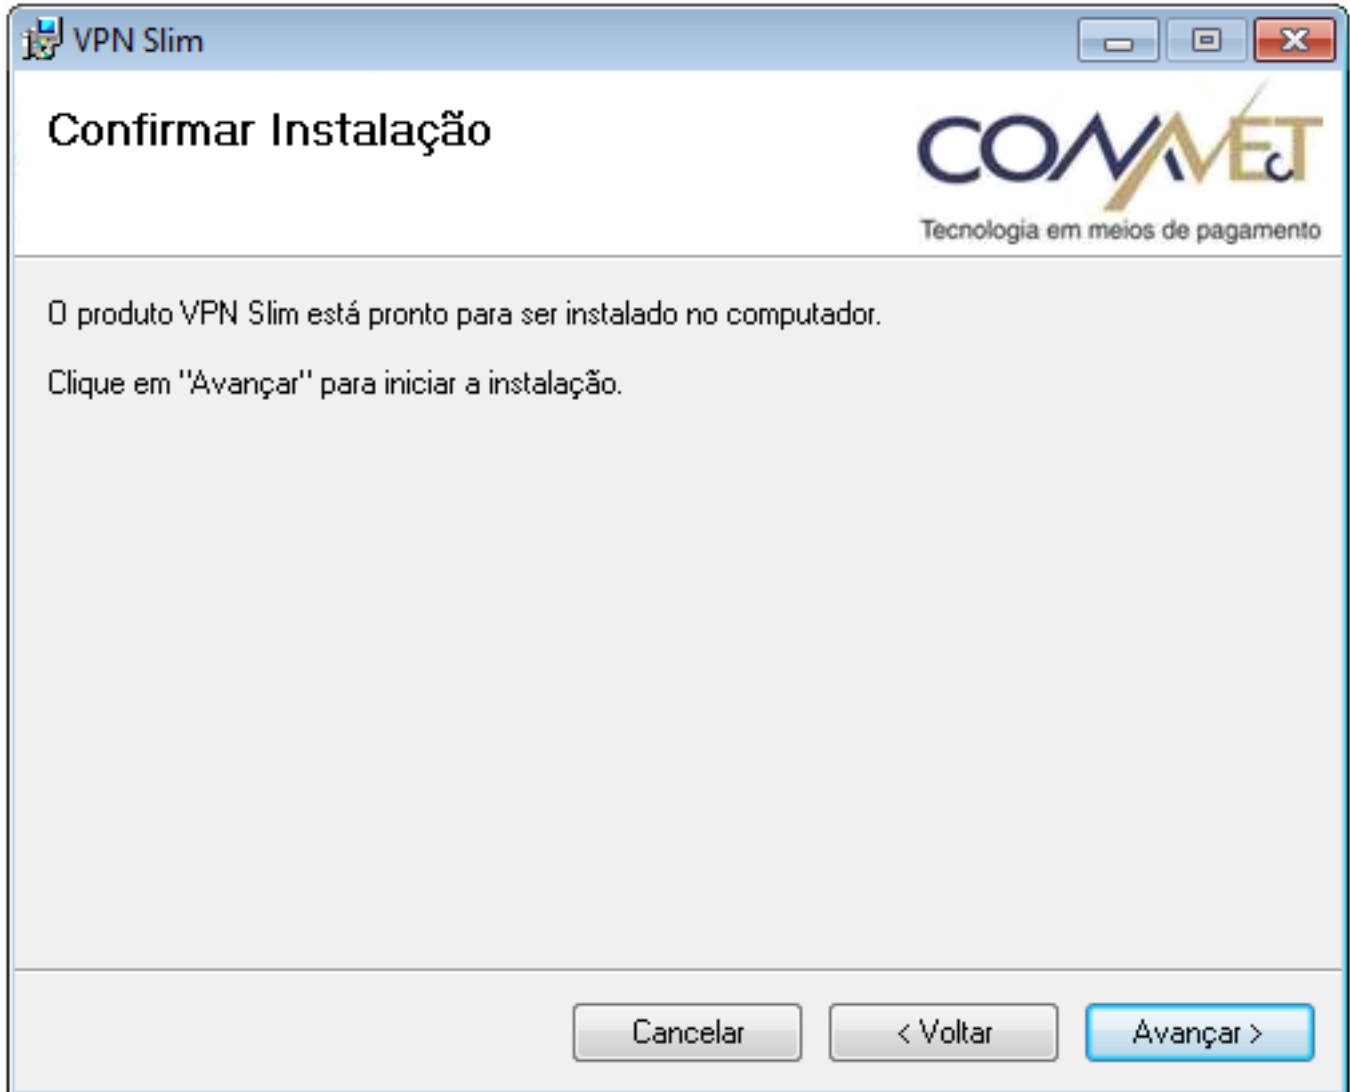 VPN Slim
Confirmar Instalação
CONNECT
Tecnologia em meios de pagamento
O produto VPN Slim está pronto para ser instalado no computador.
Clique em "Avançar" para iniciar a instalação.
Cancelar
< Voltar
Avançar >